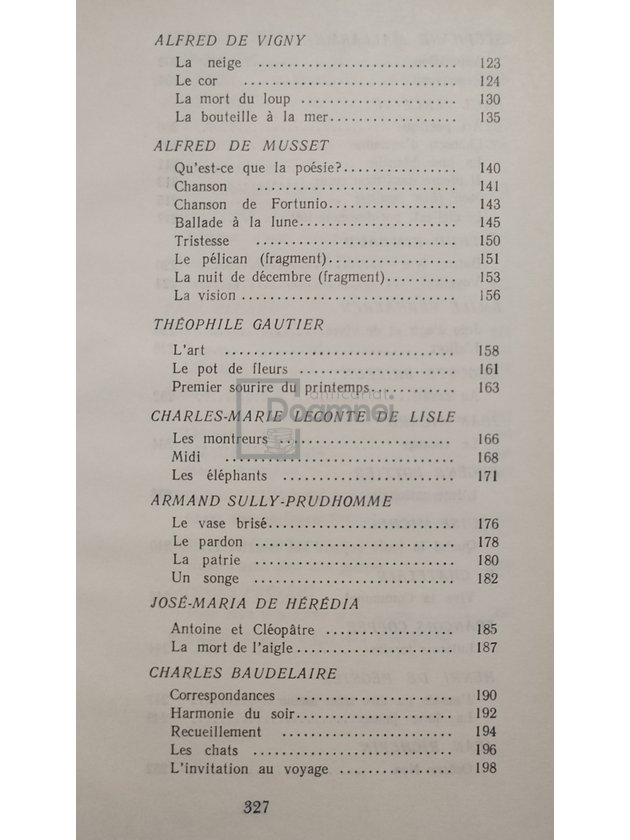 ALFRED DE VIGNY
La neige .......................... 123
Le cor ............................ 124
La mort du loup .................... 130
La bouteille à la mer................ 135
ALFRED DE MUSSET
Qu'est-ce que la poésie?............... 140
Chanson .......................... 141
Chanson de Fortunio................. 143
Ballade à la lune.................... 145
Tristesse .......................... 150
Le pélican (fragment)................. 151
La nuit de décembre (fragment).......... 153
La vision ........................... 156
THÉOPHILE GAUTIER
L'art ............................. 158
Le pot de fleurs .................... 161
Premier sourire du printemps........... 163
CHARLES-MARIE LECONTE DE LISLE
Les montreurs ...................... 166
Midi ............................. 168
Les éléphants ...................... 171
ARMAND SULLY-PRUDHOMME
Le vase brisé........................ 176
Le pardon ......................... 178
La patrie ......................... 180
Un songe ......................... 182
JOSÉ-MARIA DE HÉRÉDIA
Antoine et Cléopâtre ................. 185
La mort de l'aigle.................... 187
CHARLES BAUDELAIRE
Correspondances .................... 190
Harmonie du soir.................... 192
Recueillement ...................... 194
Les chats ......................... 196
L'invitation au voyage ............... 198
327
anticariat
Doamnei